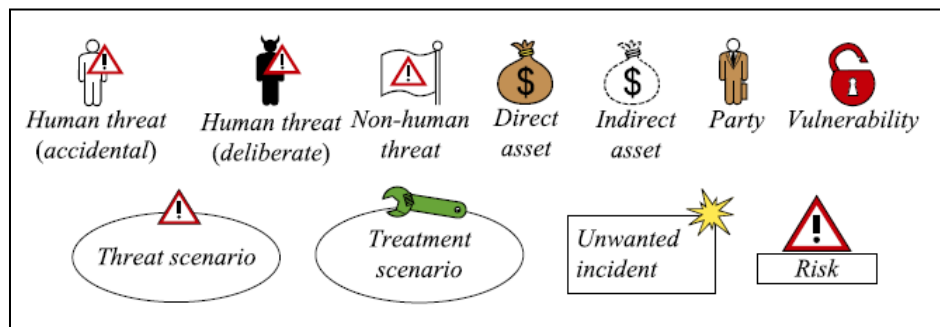 Human threat
(accidental)
Human threat
(deliberate)
Non-human
threat
$
Direct
asset
$
Indirect
asset
Party
Vulnerability
Threat scenario
Treatment
scenario
Unwanted
incident
Risk